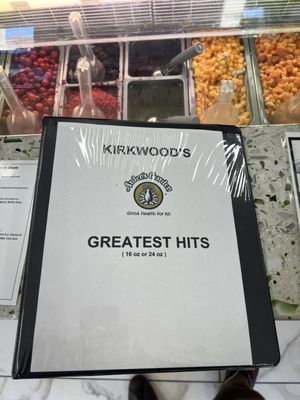 KIRKWOOD'S
Good Health for All
GREATEST HITS
( 16 oz or 24 oz )